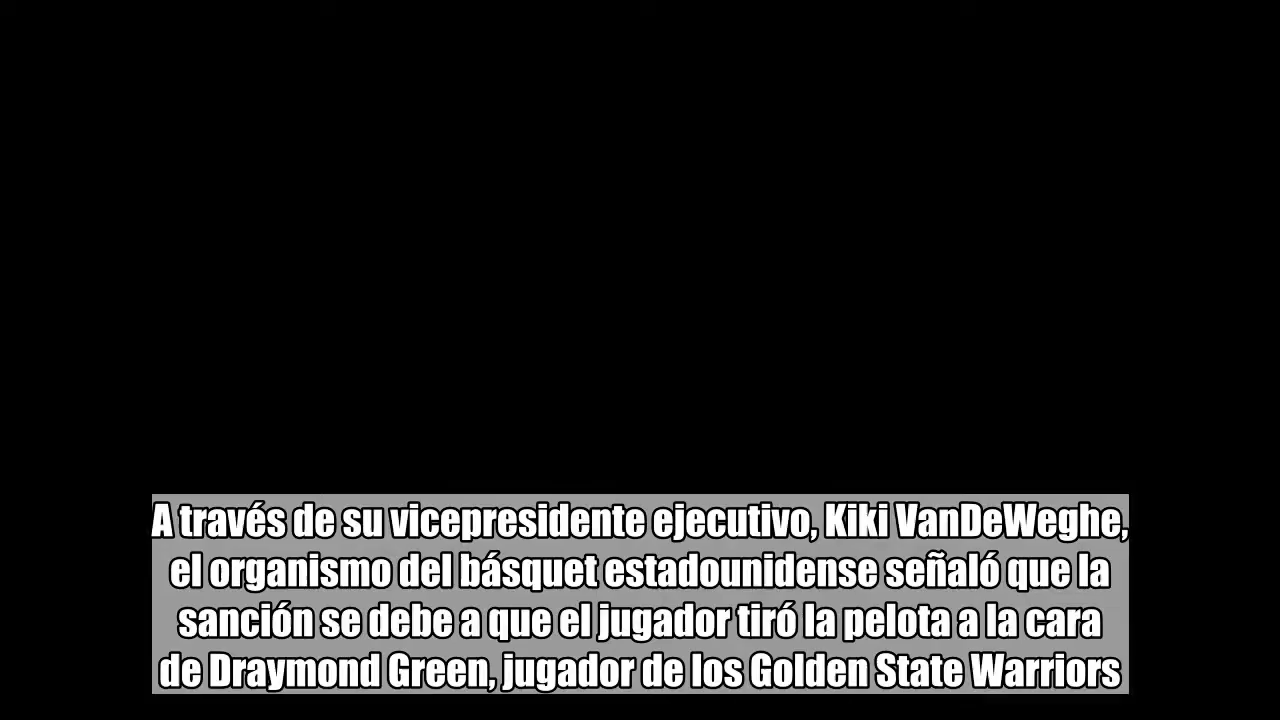 A través de su vicepresidente ejecutivo, Kiki VanDeWeghe,
el organismo del básquet estadounidense señaló que la
sanción se debe a que el jugador tiró la pelota a la cara
de Draymond Green, jugador de los Golden State Warriors